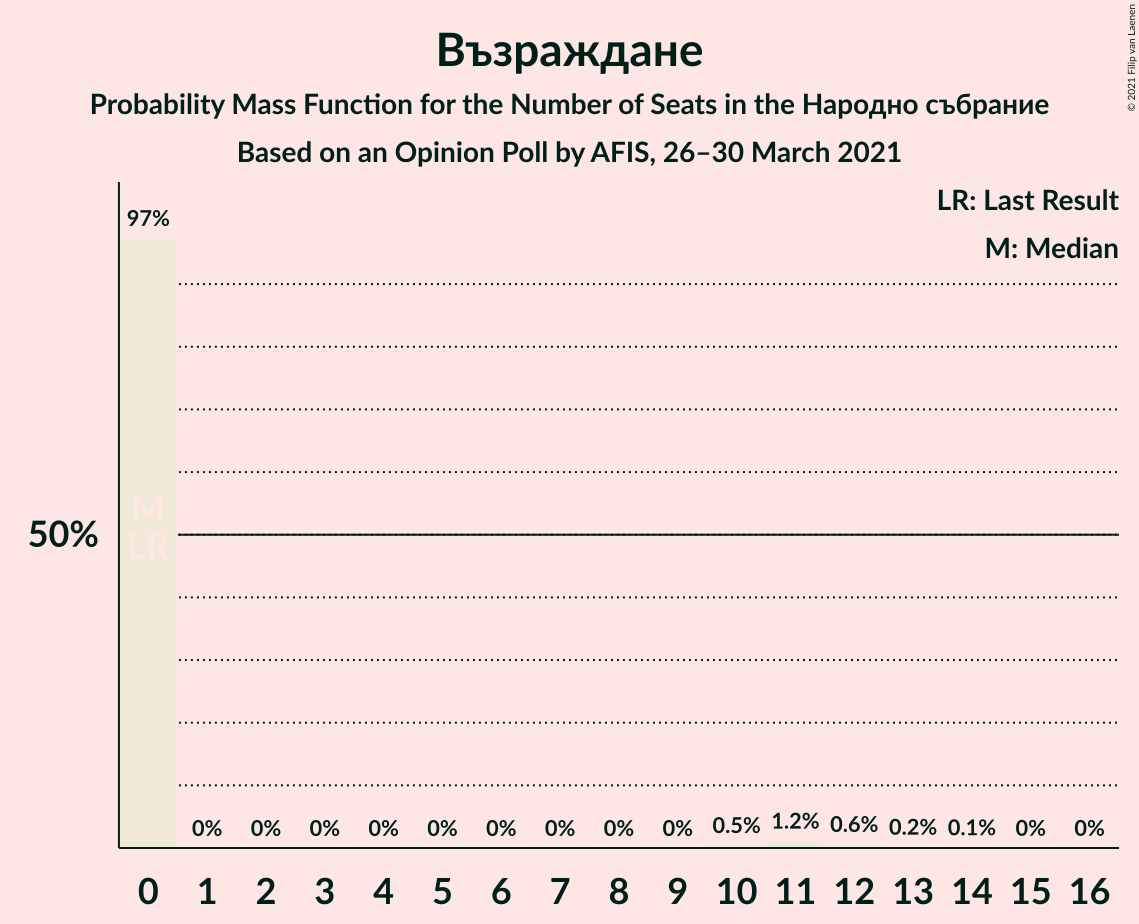 Възраждане
Probability Mass Function for the Number of Seats in the Народно събрание
Based on an Opinion Poll by AFIS, 26–30 March 2021
© 2021 Filip van Laenen
LR: Last Result
M: Median
97%
M
LR
50%
0% 0% 0% 0% 0% 0% 0% 0% 0% 0.5% 1.2% 0.6% 0.2% 0.1% 0% 0%
0 1 2 3 4 5 6 7 8 9 10 11 12 13 14 15 16